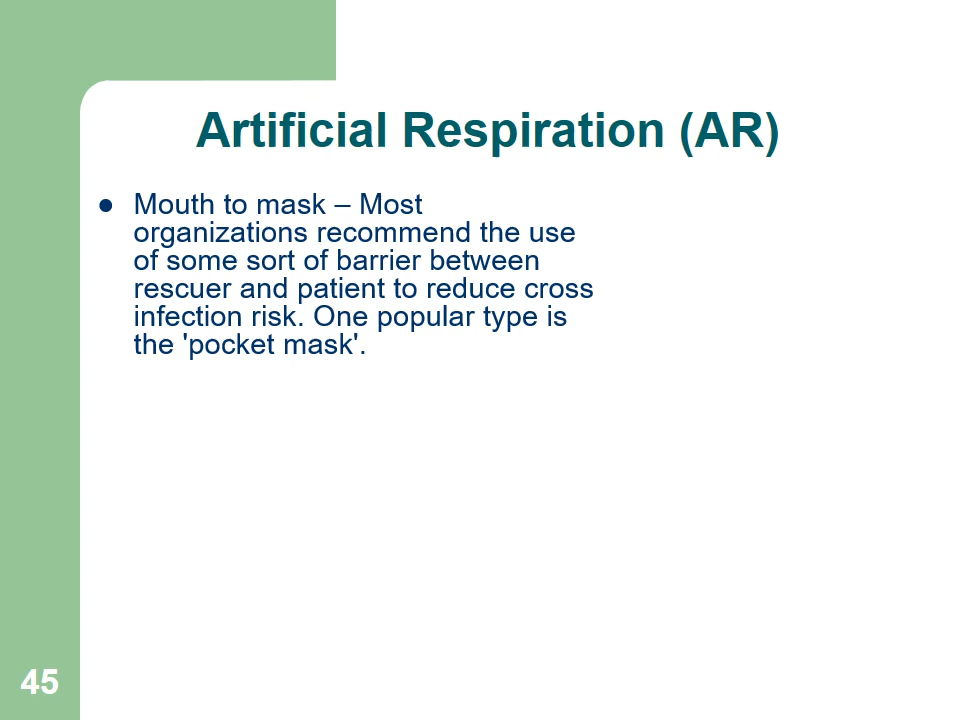 Artificial Respiration (AR)
● Mouth to mask – Most
organizations recommend the use
of some sort of barrier between
rescuer and patient to reduce cross
infection risk. One popular type is
the 'pocket mask'.
45